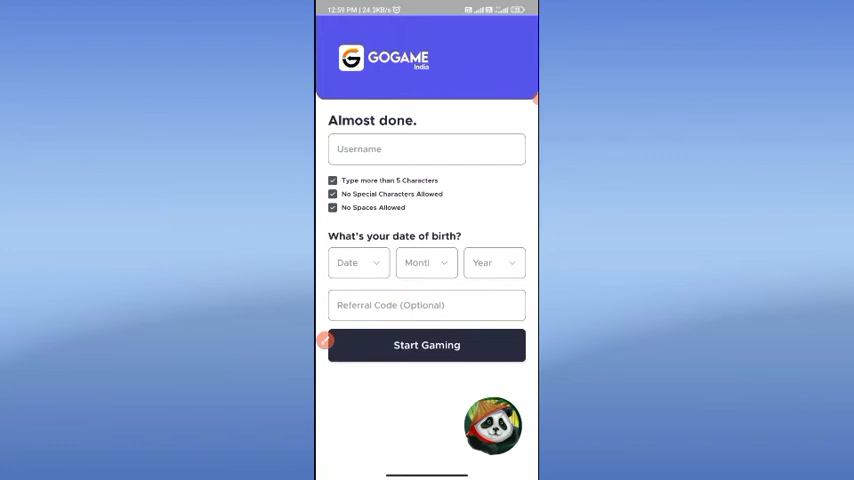 12:59 PM | 24.3KB/s
GOGAME
India
Almost done.
Username
Type more than 5 Characters
No Special Characters Allowed
No Spaces Allowed
What's your date of birth?
Date Montl Year
Referral Code (Optional)
Start Gaming